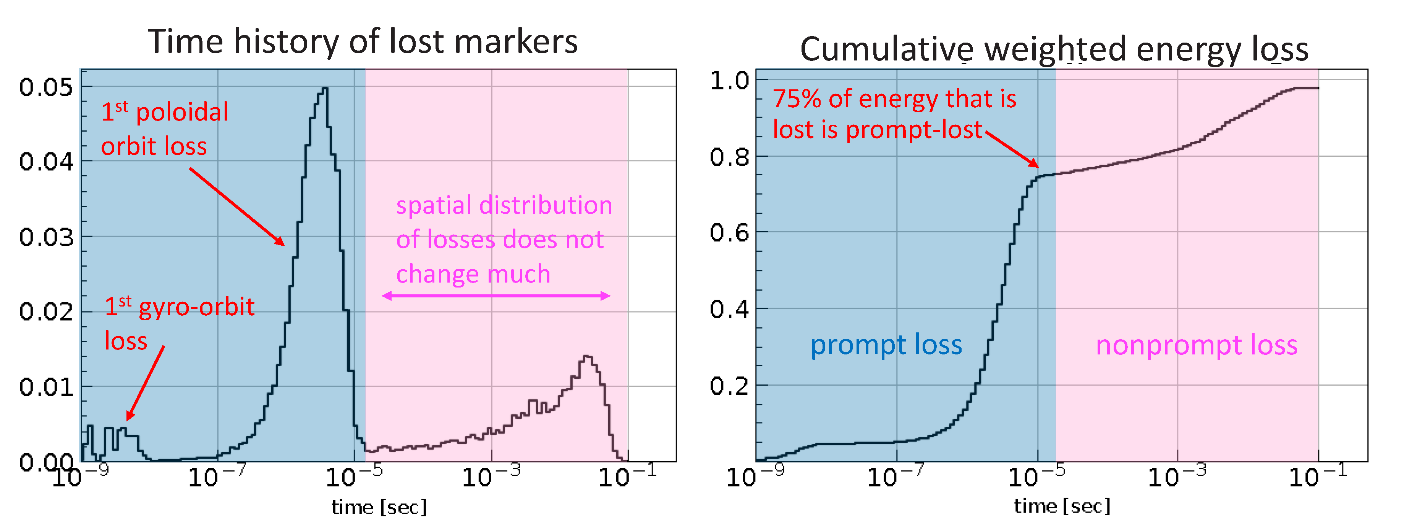 Time history of lost markers
0.05
0.04
0.03
0.02
0.01
0.00
1st poloidal
orbit loss
1st gyro-orbit
loss
spatial distribution
of losses does not
change much
10−9
10−7
10−5
10−3
10−1
time [sec]
Cumulative weighted energy loss
1.0
0.8
0.6
0.4
0.2
75% of energy that is
lost is prompt-lost
prompt loss
nonprompt loss
10−9
10−7
10−5
10−3
10−1
time [sec]